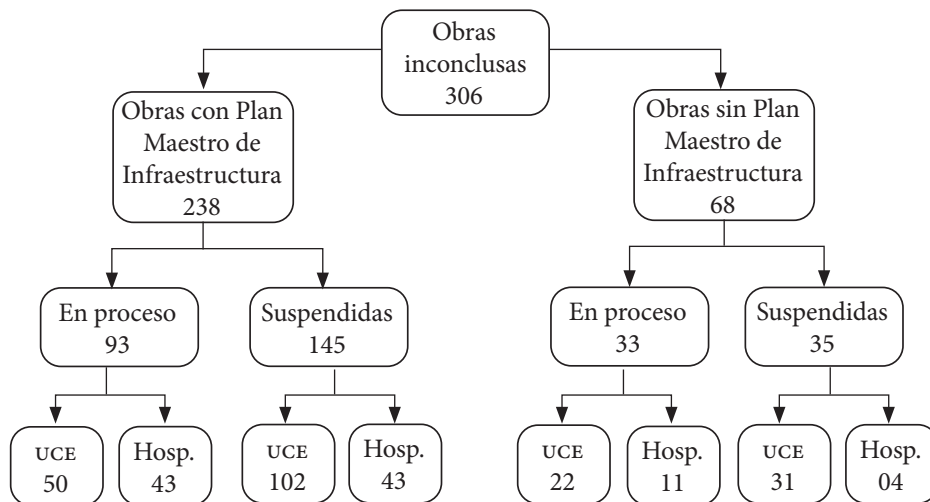 Obras
inconclusas
306
Obras con Plan
Maestro de
Infraestructura
238
Obras sin Plan
Maestro de
Infraestructura
68
En proceso
93
Suspendidas
145
En proceso
33
Suspendidas
35
UCE
50
Hosp.
43
UCE
102
Hosp.
43
UCE
22
Hosp.
11
UCE
31
Hosp.
04